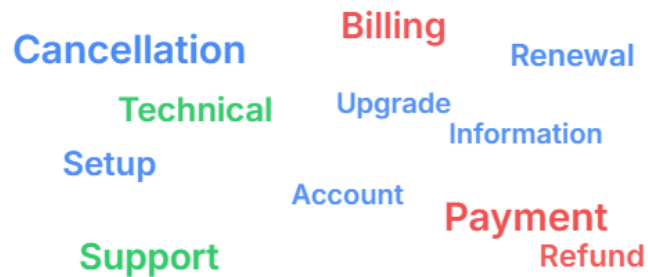 Billing
Cancellation
Renewal
Technical
Upgrade
Information
Setup
Account
Payment
Support
Refund